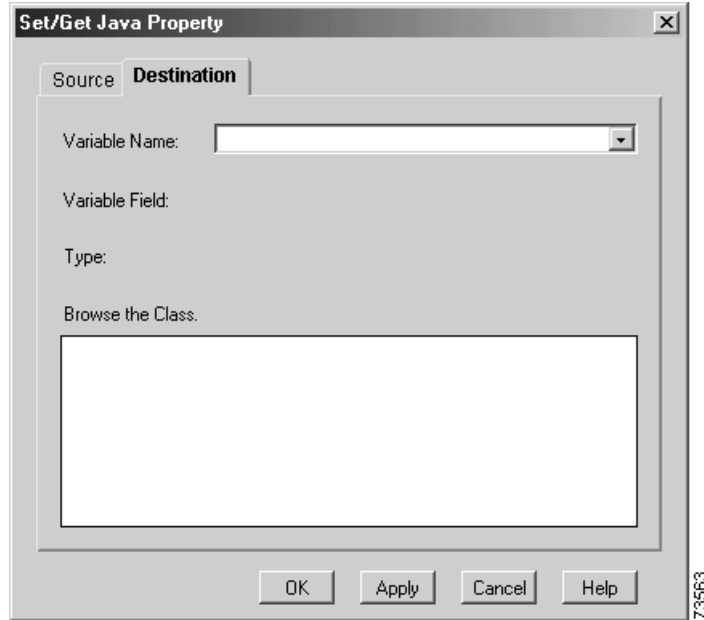 Set/Get Java Property
Source
Destination
Variable Name:
Variable Field:
Type:
Browse the Class.
OK
Apply
Cancel
Help
73563